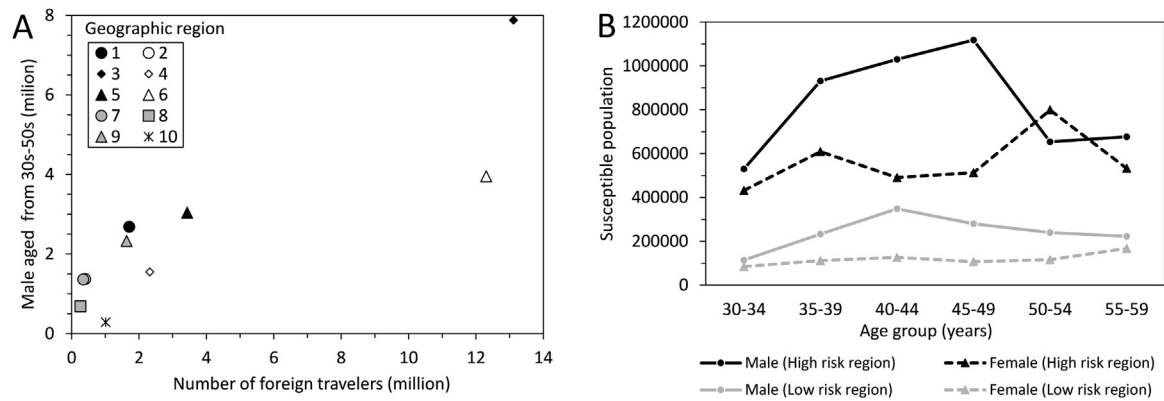 A
Geographic region
1 2
3 4
5 6
7 8
9 10
8
6
4
2
0
Male aged from 30s-50s (milion)
0 2 4 6 8 10 12 14
Number of foreign travelers (million)
B
1200000
1000000
800000
600000
400000
200000
0
Susceptible population
30-34 35-39 40-44 45-49 50-54 55-59
Age group (years)
Male (High risk region) Female (High risk region)
Male (Low risk region) Female (Low risk region)